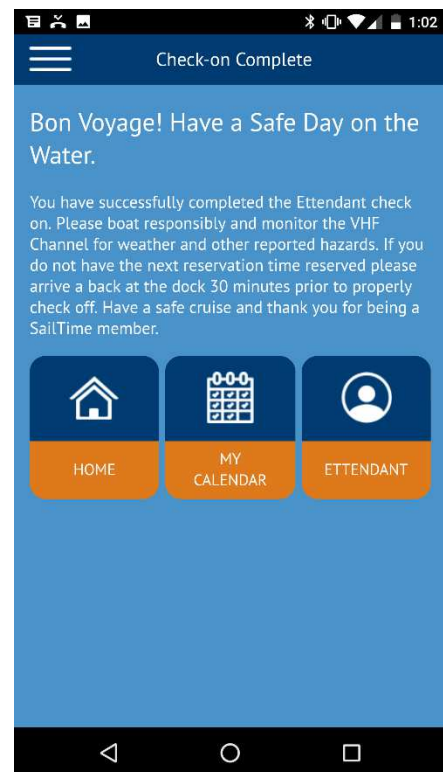 1:02
Check-on Complete
Bon Voyage! Have a Safe Day on the
Water.
You have successfully completed the Ettendant check
on. Please boat responsibly and monitor the VHF
Channel for weather and other reported hazards. If you
do not have the next reservation time reserved please
arrive a back at the dock 30 minutes prior to properly
check off. Have a safe cruise and thank you for being a
SailTime member.
HOME
MY
CALENDAR
ETTENDANT